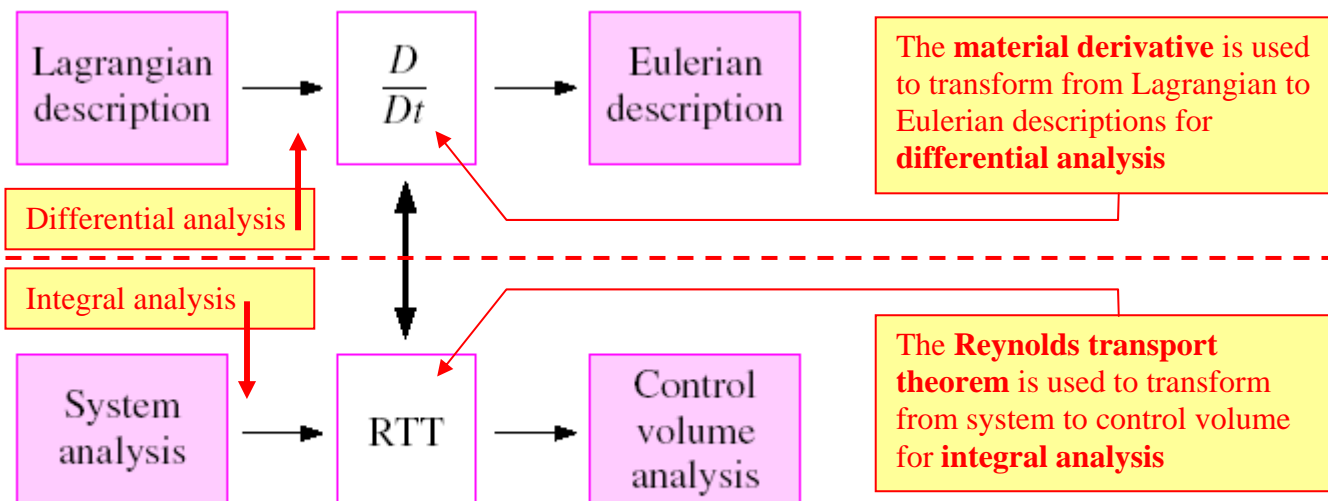 Lagrangian
description
D
Dt
Eulerian
description
The material derivative is used
to transform from Lagrangian to
Eulerian descriptions for
differential analysis
Differential analysis
Integral analysis
System
analysis
RTT
Control
volume
analysis
The Reynolds transport
theorem is used to transform
from system to control volume
for integral analysis